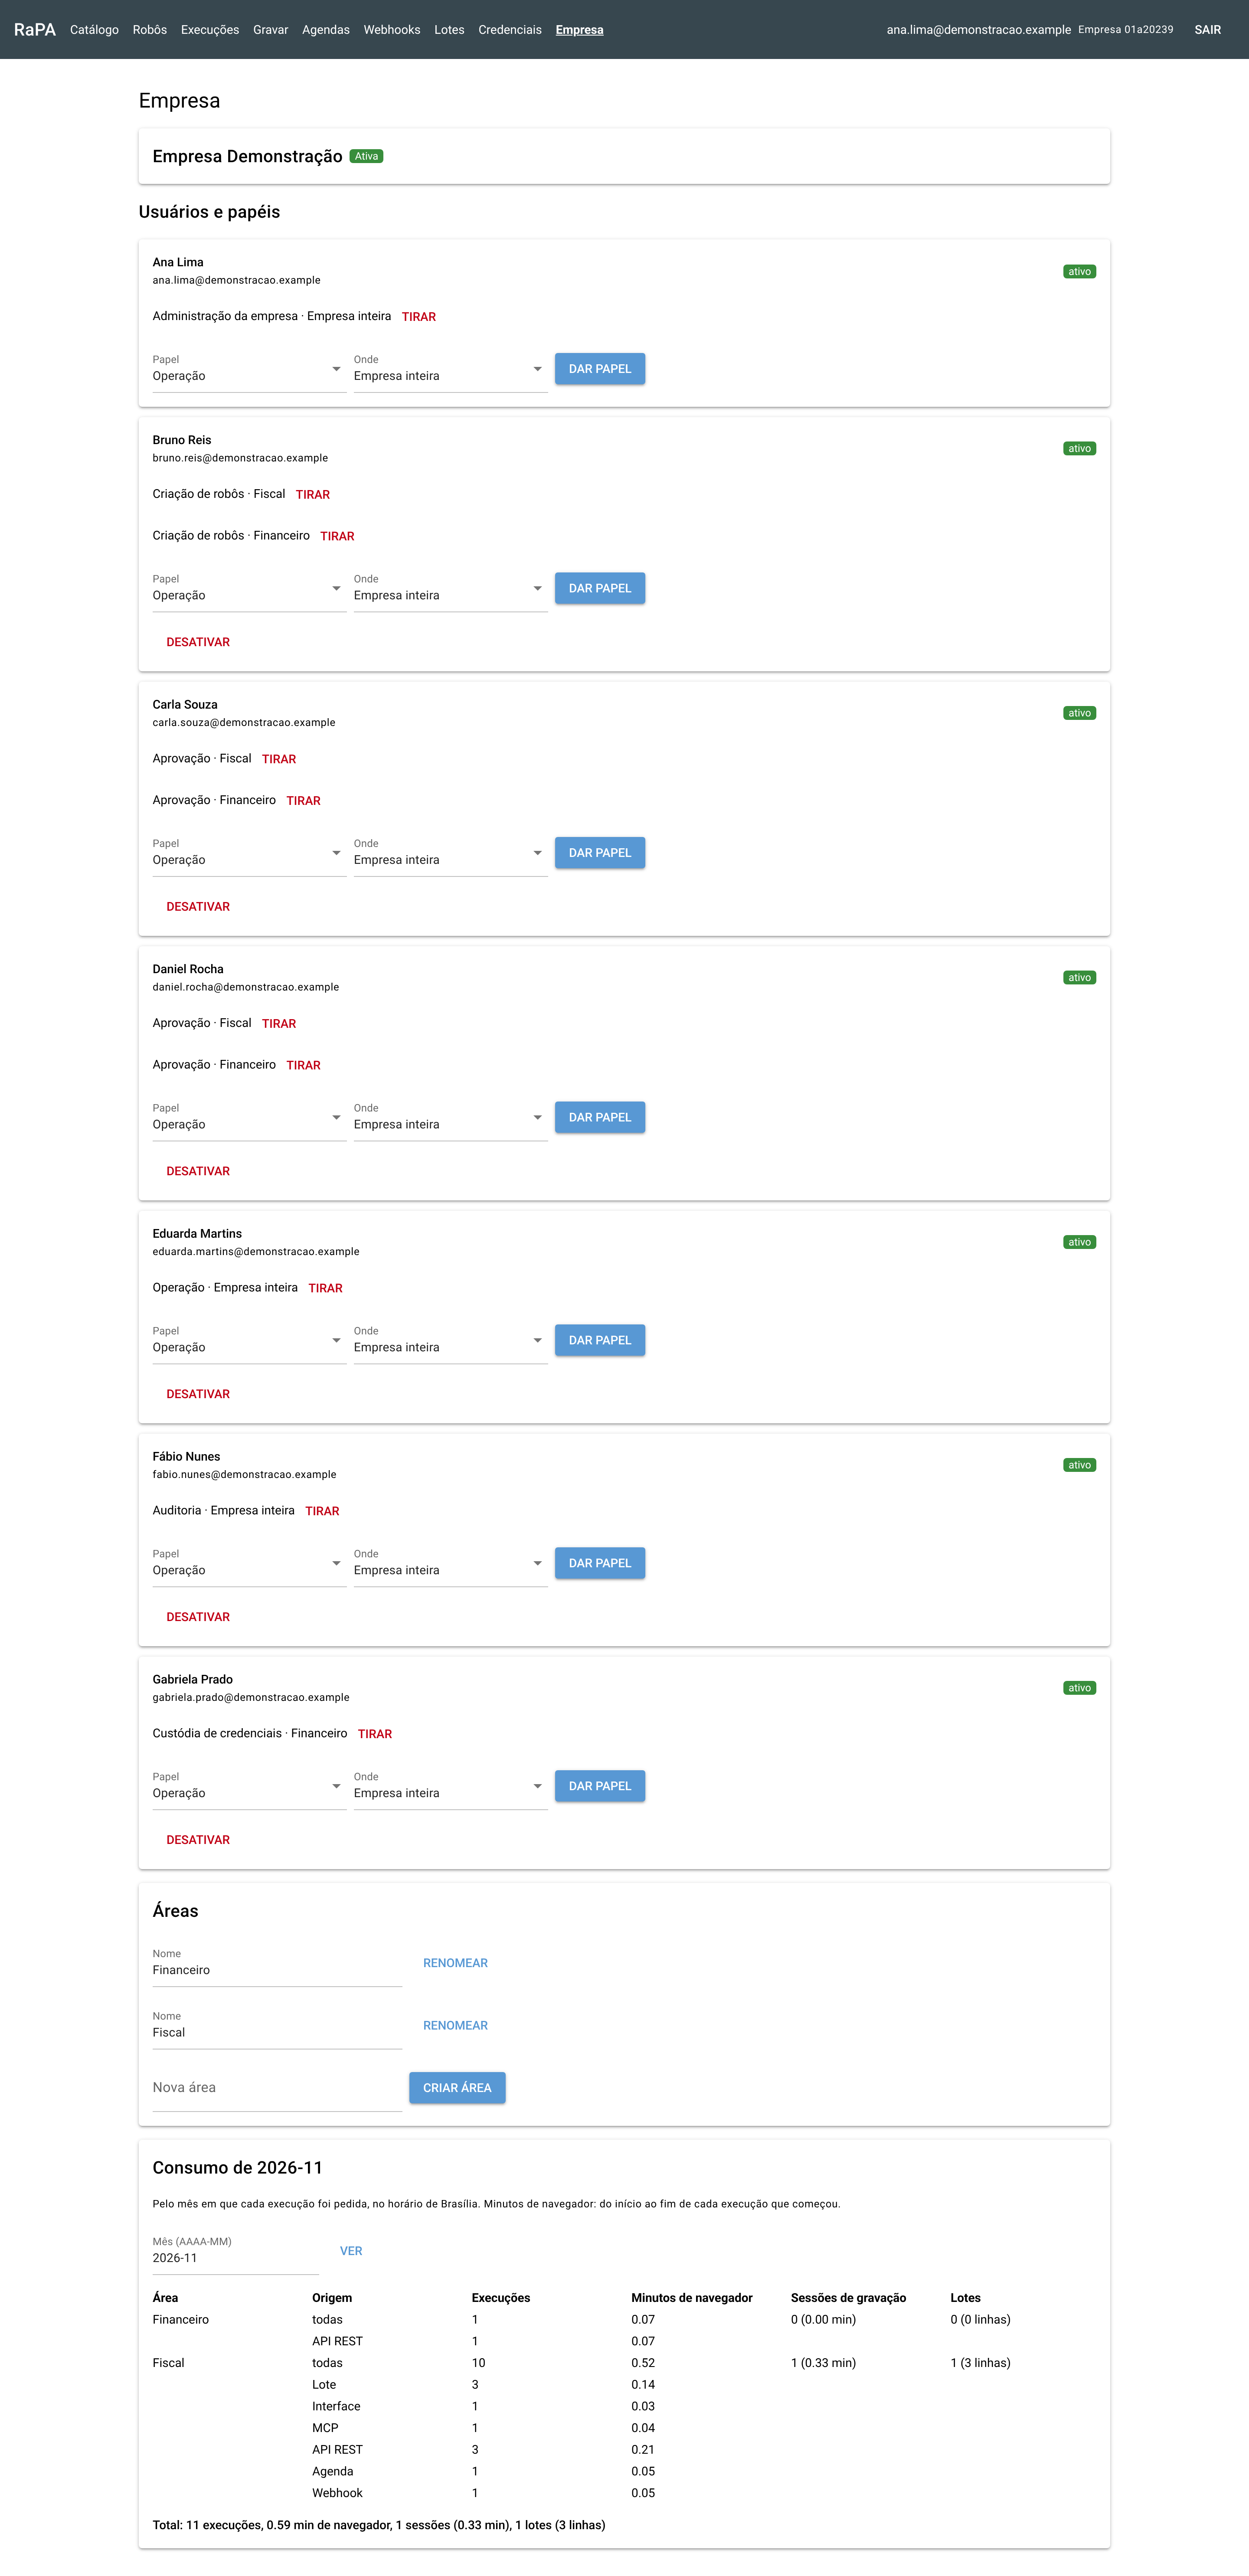 RaPA Catálogo Robôs Execuções Gravar Agendas Webhooks Lotes Credenciais Empresa ana.lima@demonstracao.example Empresa 01a20239 SAIR
Empresa
Empresa Demonstração Ativa
Usuários e papéis
Ana Lima
ana.lima@demonstracao.example
ativo
Administração da empresa · Empresa inteira TIRAR
Papel Onde
Operação Empresa inteira DAR PAPEL
Bruno Reis
bruno.reis@demonstracao.example
ativo
Criação de robôs · Fiscal TIRAR
Criação de robôs · Financeiro TIRAR
Papel Onde
Operação Empresa inteira DAR PAPEL
DESATIVAR
Carla Souza
carla.souza@demonstracao.example
ativo
Aprovação · Fiscal TIRAR
Aprovação · Financeiro TIRAR
Papel Onde
Operação Empresa inteira DAR PAPEL
DESATIVAR
Daniel Rocha
daniel.rocha@demonstracao.example
ativo
Aprovação · Fiscal TIRAR
Aprovação · Financeiro TIRAR
Papel Onde
Operação Empresa inteira DAR PAPEL
DESATIVAR
Eduarda Martins
eduarda.martins@demonstracao.example
ativo
Operação · Empresa inteira TIRAR
Papel Onde
Operação Empresa inteira DAR PAPEL
DESATIVAR
Fábio Nunes
fabio.nunes@demonstracao.example
ativo
Auditoria · Empresa inteira TIRAR
Papel Onde
Operação Empresa inteira DAR PAPEL
DESATIVAR
Gabriela Prado
gabriela.prado@demonstracao.example
ativo
Custódia de credenciais · Financeiro TIRAR
Papel Onde
Operação Empresa inteira DAR PAPEL
DESATIVAR
Áreas
Nome
Financeiro RENOMEAR
Nome
Fiscal RENOMEAR
Nova área CRIAR ÁREA
Consumo de 2026-11
Pelo mês em que cada execução foi pedida, no horário de Brasília. Minutos de navegador: do início ao fim de cada execução que começou.
Mês (AAAA-MM)
2026-11 VER
Área Origem Execuções Minutos de navegador Sessões de gravação Lotes
Financeiro todas 1 0.07 0 (0.00 min) 0 (0 linhas)
API REST 1 0.07
Fiscal todas 10 0.52 1 (0.33 min) 1 (3 linhas)
Lote 3 0.14
Interface 1 0.03
MCP 1 0.04
API REST 3 0.21
Agenda 1 0.05
Webhook 1 0.05
Total: 11 execuções, 0.59 min de navegador, 1 sessões (0.33 min), 1 lotes (3 linhas)